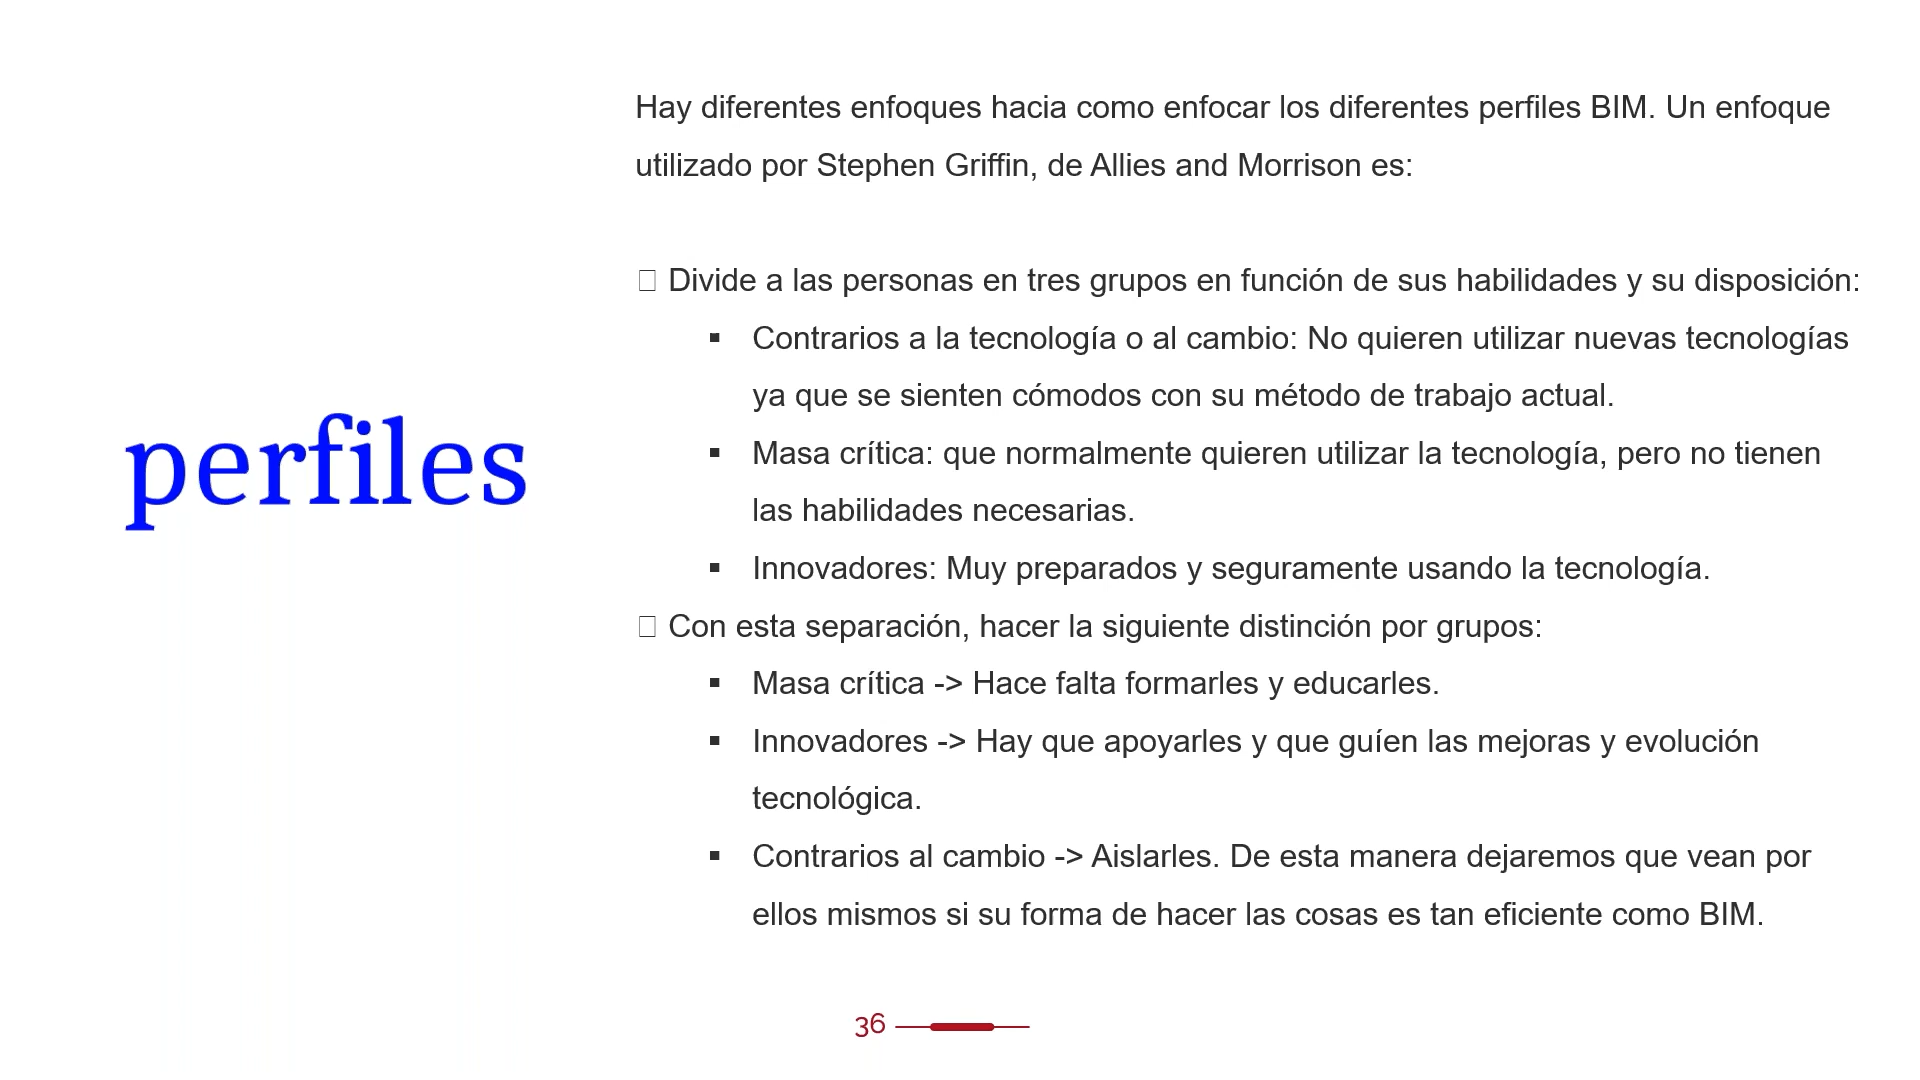 perfiles
Hay diferentes enfoques hacia como enfocar los diferentes perfiles BIM. Un enfoque
utilizado por Stephen Griffin, de Allies and Morrison es:
Divide a las personas en tres grupos en función de sus habilidades y su disposición:
▪ Contrarios a la tecnología o al cambio: No quieren utilizar nuevas tecnologías
ya que se sienten cómodos con su método de trabajo actual.
▪ Masa crítica: que normalmente quieren utilizar la tecnología, pero no tienen
las habilidades necesarias.
▪ Innovadores: Muy preparados y seguramente usando la tecnología.
Con esta separación, hacer la siguiente distinción por grupos:
▪ Masa crítica -> Hace falta formarles y educarles.
▪ Innovadores -> Hay que apoyarles y que guíen las mejoras y evolución
tecnológica.
▪ Contrarios al cambio -> Aislarles. De esta manera dejaremos que vean por
ellos mismos si su forma de hacer las cosas es tan eficiente como BIM.
36